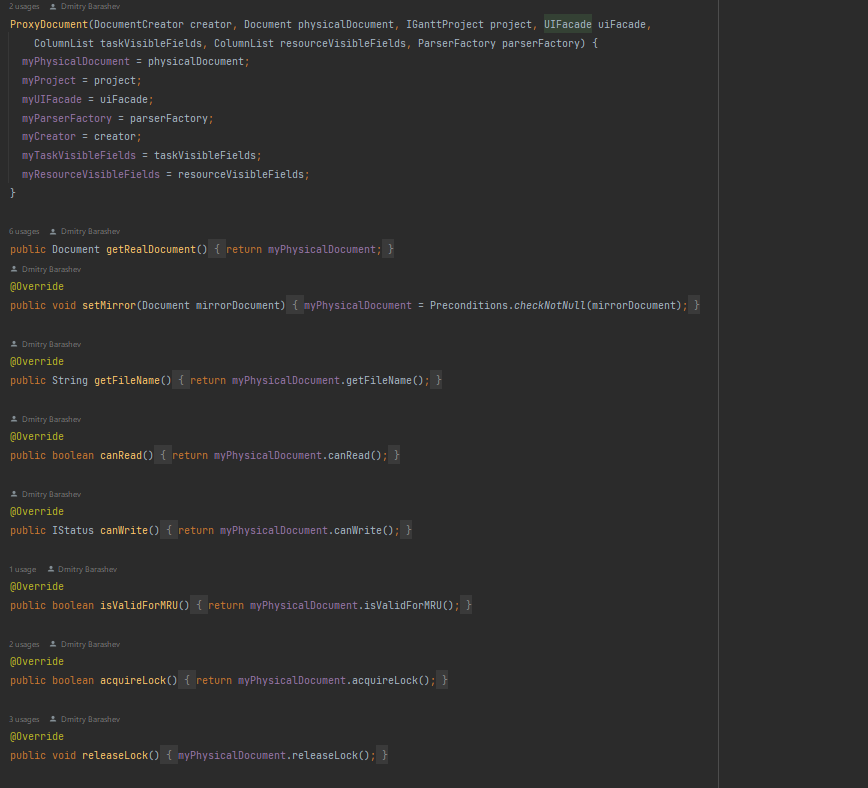 2 usages Dmitry Barashev
ProxyDocument(DocumentCreator creator, Document physicalDocument, IGanttProject project, UIFacade uiFacade,
ColumnList taskVisibleFields, ColumnList resourceVisibleFields, ParserFactory parserFactory) {
myPhysicalDocument = physicalDocument;
myProject = project;
myUIFacade = uiFacade;
myParserFactory = parserFactory;
myCreator = creator;
myTaskVisibleFields = taskVisibleFields;
myResourceVisibleFields = resourceVisibleFields;
}
6 usages Dmitry Barashev
public Document getRealDocument() { return myPhysicalDocument; }
Dmitry Barashev
@Override
public void setMirror(Document mirrorDocument) { myPhysicalDocument = Preconditions.checkNotNull(mirrorDocument); }
Dmitry Barashev
@Override
public String getFileName() { return myPhysicalDocument.getFileName(); }
Dmitry Barashev
@Override
public boolean canRead() { return myPhysicalDocument.canRead(); }
Dmitry Barashev
@Override
public IStatus canWrite() { return myPhysicalDocument.canWrite(); }
1 usage Dmitry Barashev
@Override
public boolean isValidForMRU() { return myPhysicalDocument.isValidForMRU(); }
2 usages Dmitry Barashev
@Override
public boolean acquireLock() { return myPhysicalDocument.acquireLock(); }
3 usages Dmitry Barashev
@Override
public void releaseLock() { myPhysicalDocument.releaseLock(); }